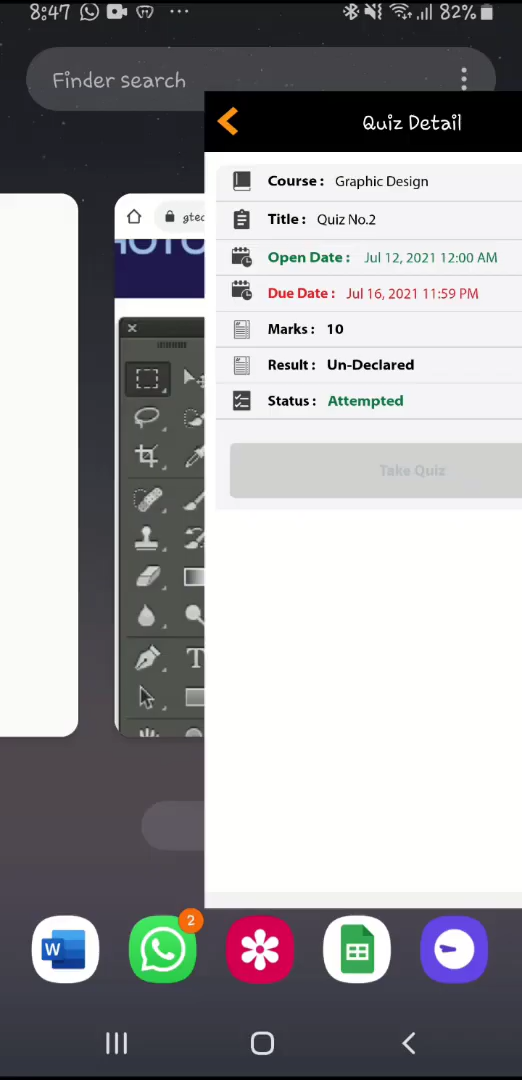 8:47
82%
Finder search
Quiz Detail
gtec
HOTO
Course : Graphic Design
Title : Quiz No.2
Open Date : Jul 12, 2021 12:00 AM
Due Date : Jul 16, 2021 11:59 PM
Marks : 10
Result : Un-Declared
Status : Attempted
Take Quiz
T
W
2